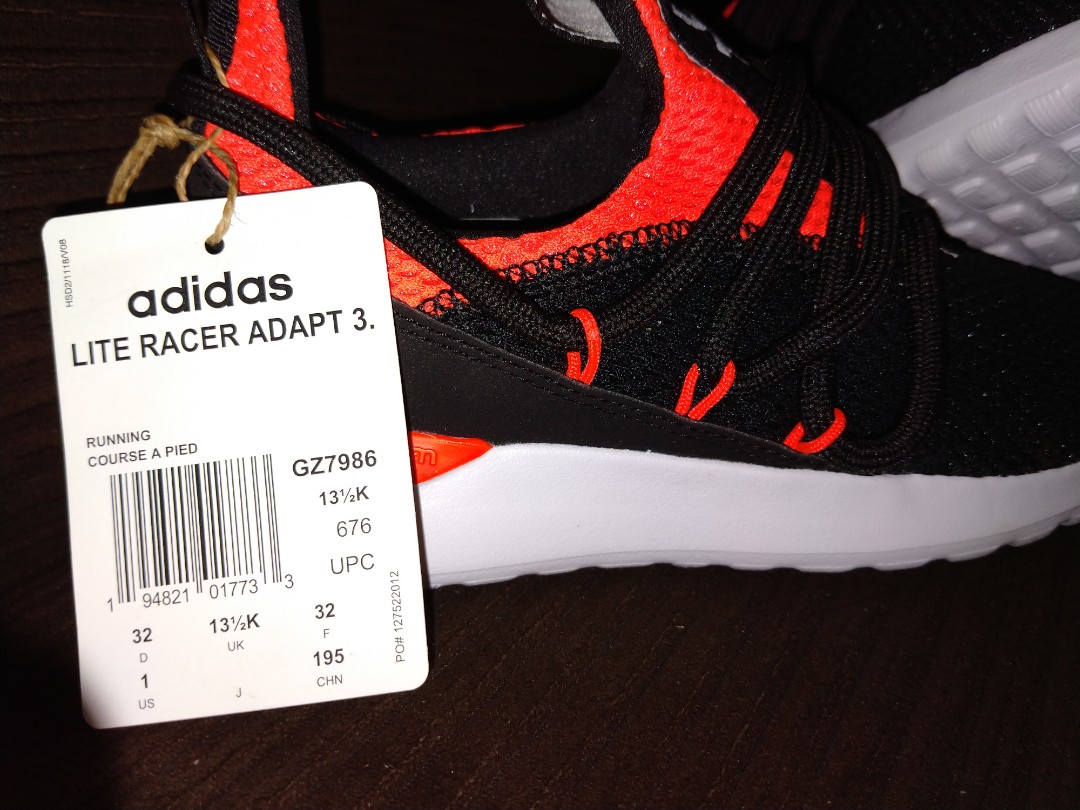 HSD2/1118/V08
adidas
LITE RACER ADAPT 3.
RUNNING
COURSE A PIED
GZ7986
13½K
676
UPC
1 94821 01773 3
32 13½K 32
D UK F
1 195
US J CHN
PO# 127522012